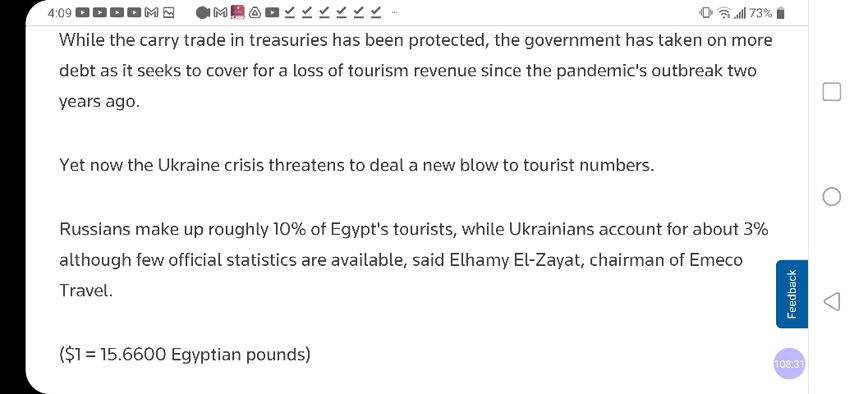 4:09
73%
While the carry trade in treasuries has been protected, the government has taken on more
debt as it seeks to cover for a loss of tourism revenue since the pandemic's outbreak two
years ago.
Yet now the Ukraine crisis threatens to deal a new blow to tourist numbers.
Russians make up roughly 10% of Egypt's tourists, while Ukrainians account for about 3%
although few official statistics are available, said Elhamy El-Zayat, chairman of Emeco
Travel.
Feedback
($1 = 15.6600 Egyptian pounds)
108:31